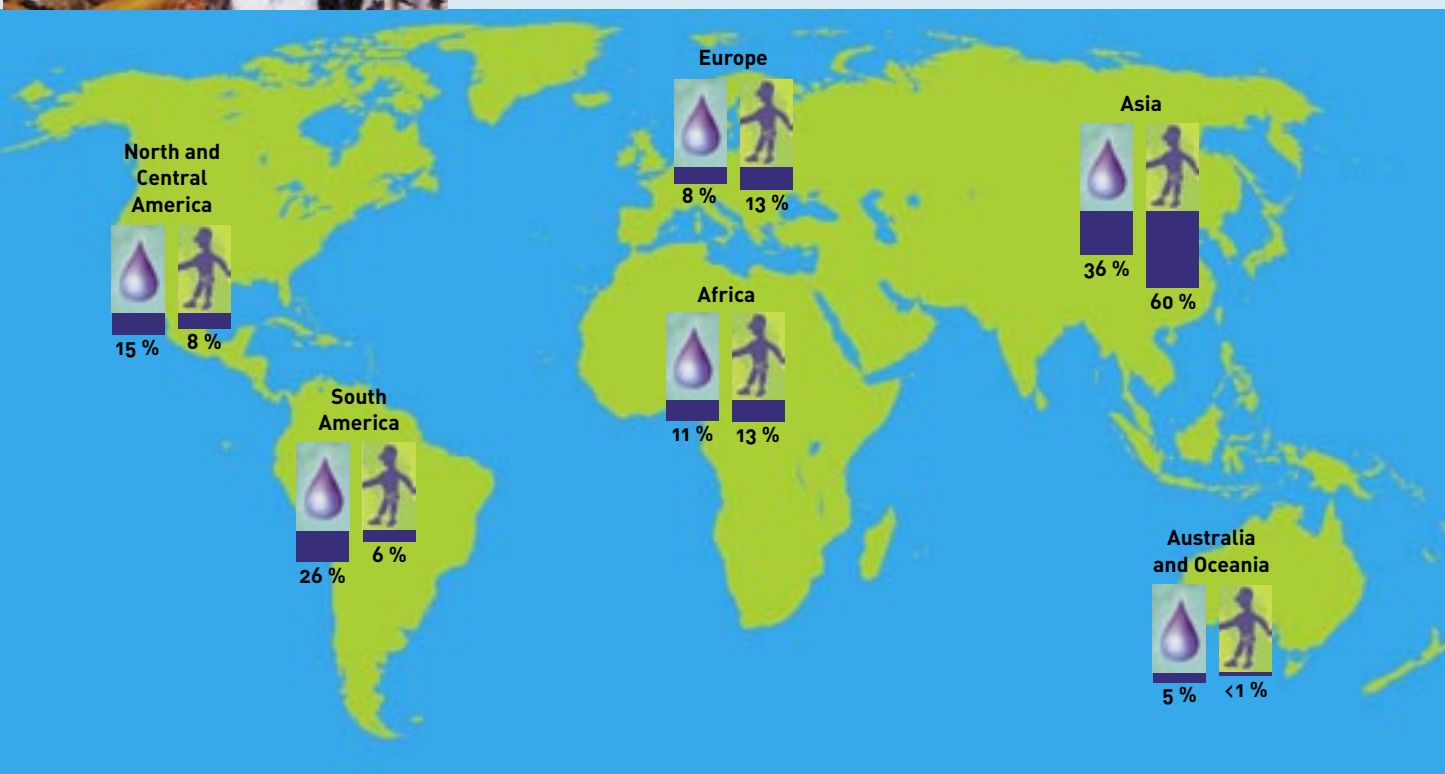 Europe
8 %
13 %
Asia
36 %
60 %
North and
Central
America
15 %
8 %
Africa
11 %
13 %
South
America
26 %
6 %
Australia
and Oceania
5 %
<1 %